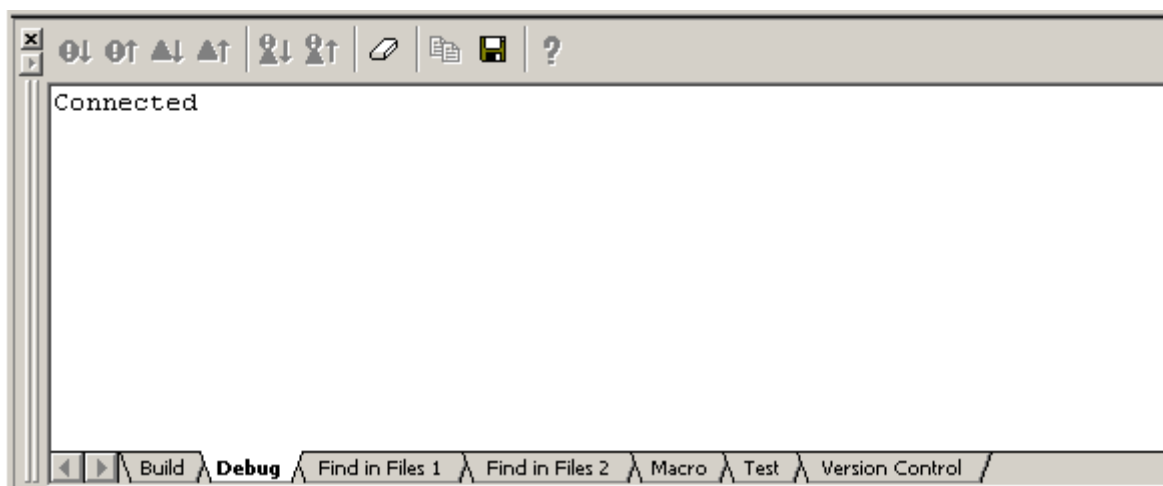 Connected
Build Debug Find in Files 1 Find in Files 2 Macro Test Version Control